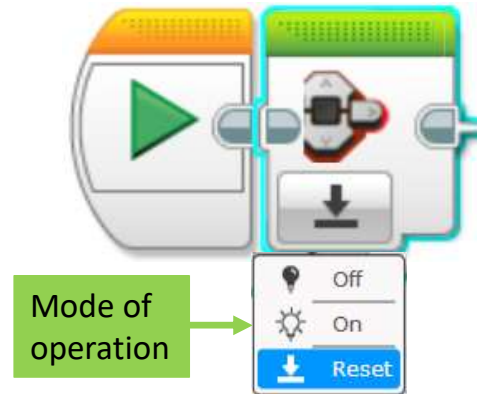 Off
On
Reset
Mode of
operation